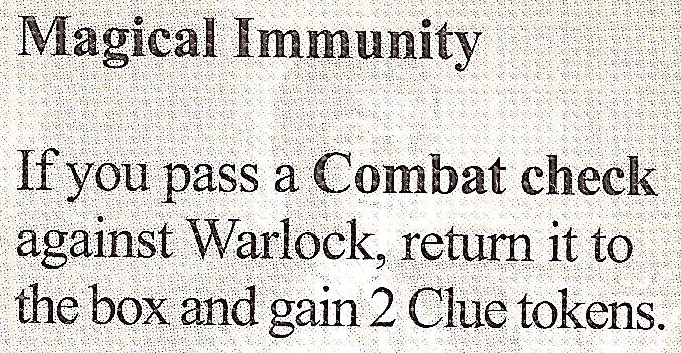 Magical Immunity
If you pass a Combat check
against Warlock, return it to
the box and gain 2 Clue tokens.